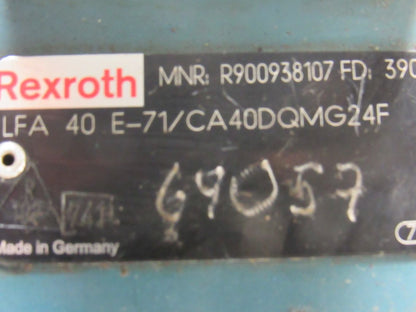 Rexroth MNR: R900938107 FD: 390
LFA 40 E-71/CA40DQMG24F
64057
Made in Germany